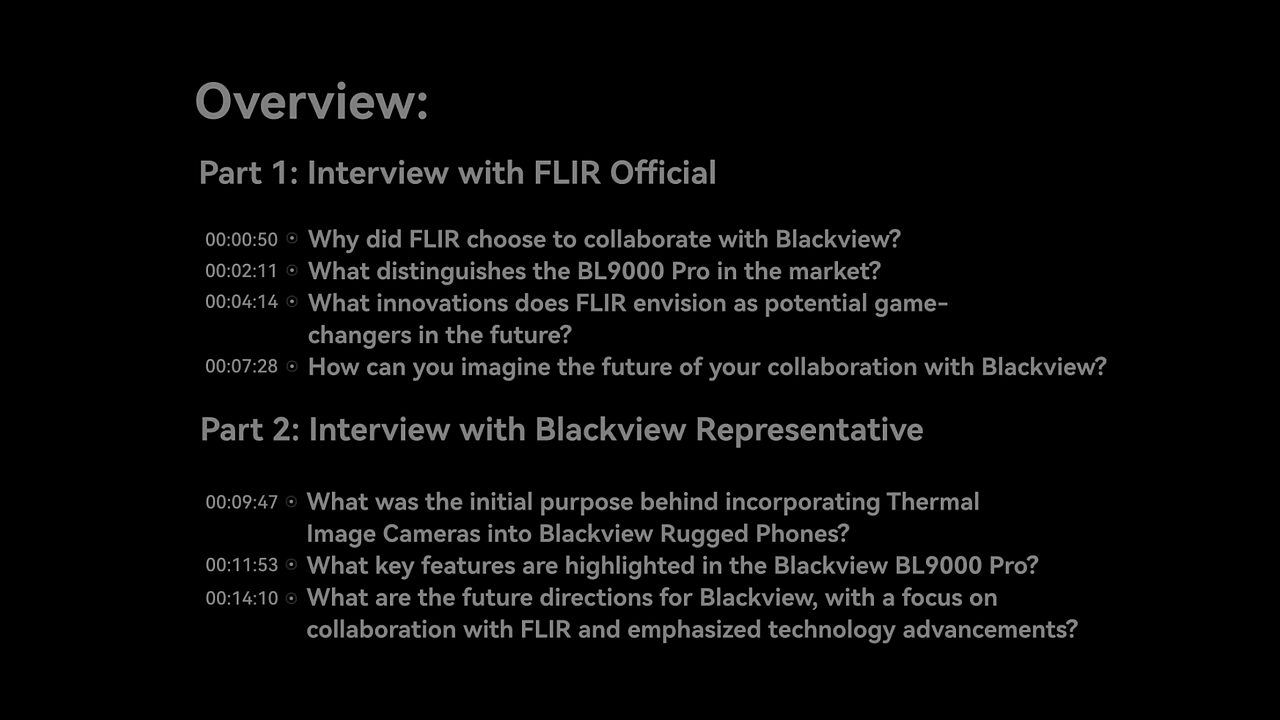 Overview:
Part 1: Interview with FLIR Official
00:00:50 Why did FLIR choose to collaborate with Blackview?
00:02:11 What distinguishes the BL9000 Pro in the market?
00:04:14 What innovations does FLIR envision as potential game-
changers in the future?
00:07:28 How can you imagine the future of your collaboration with Blackview?
Part 2: Interview with Blackview Representative
00:09:47 What was the initial purpose behind incorporating Thermal
Image Cameras into Blackview Rugged Phones?
00:11:53 What key features are highlighted in the Blackview BL9000 Pro?
00:14:10 What are the future directions for Blackview, with a focus on
collaboration with FLIR and emphasized technology advancements?